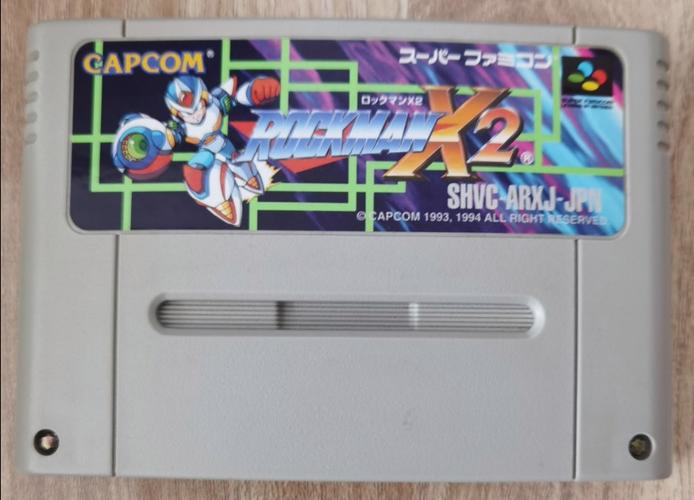 CAPCOM®
スーパーファミコン
ロックマンX2
ROCKMAN X2®
SHVC-ARXJ-JPN
©CAPCOM 1993, 1994 ALL RIGHT RESERVED